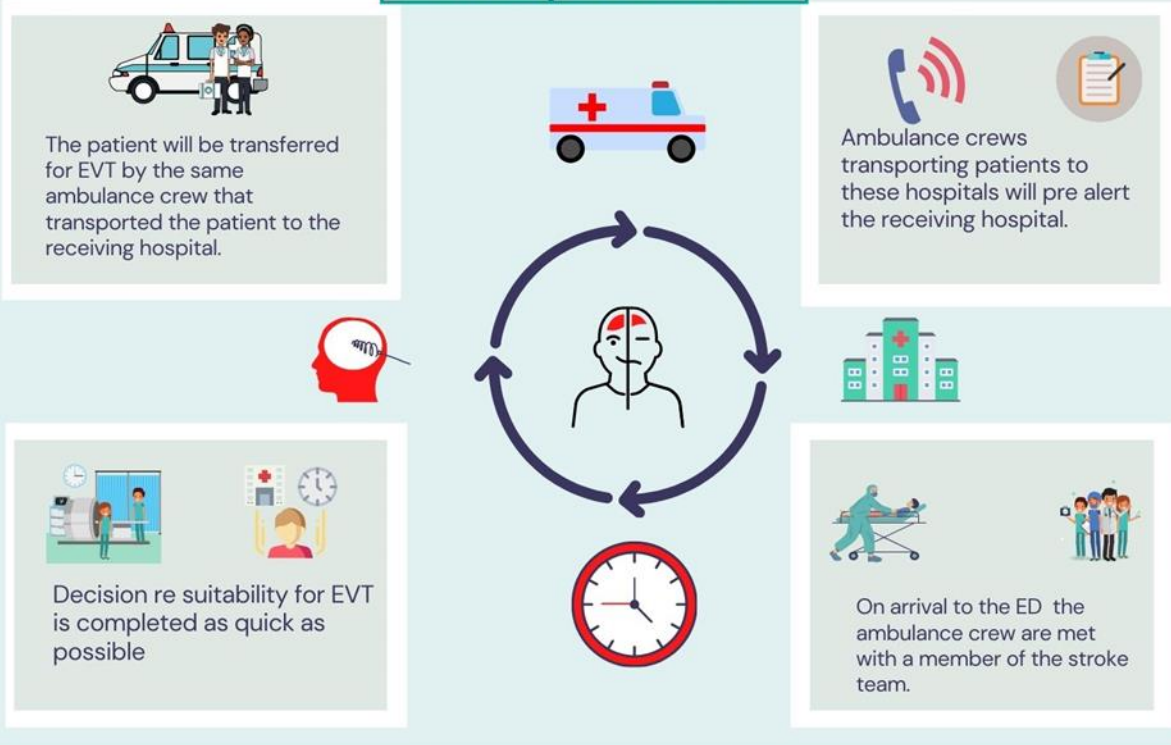 The patient will be transferred
for EVT by the same
ambulance crew that
transported the patient to the
receiving hospital.
Ambulance crews
transporting patients to
these hospitals will pre alert
the receiving hospital.
Decision re suitability for EVT
is completed as quick as
possible
On arrival to the ED the
ambulance crew are met
with a member of the stroke
team.